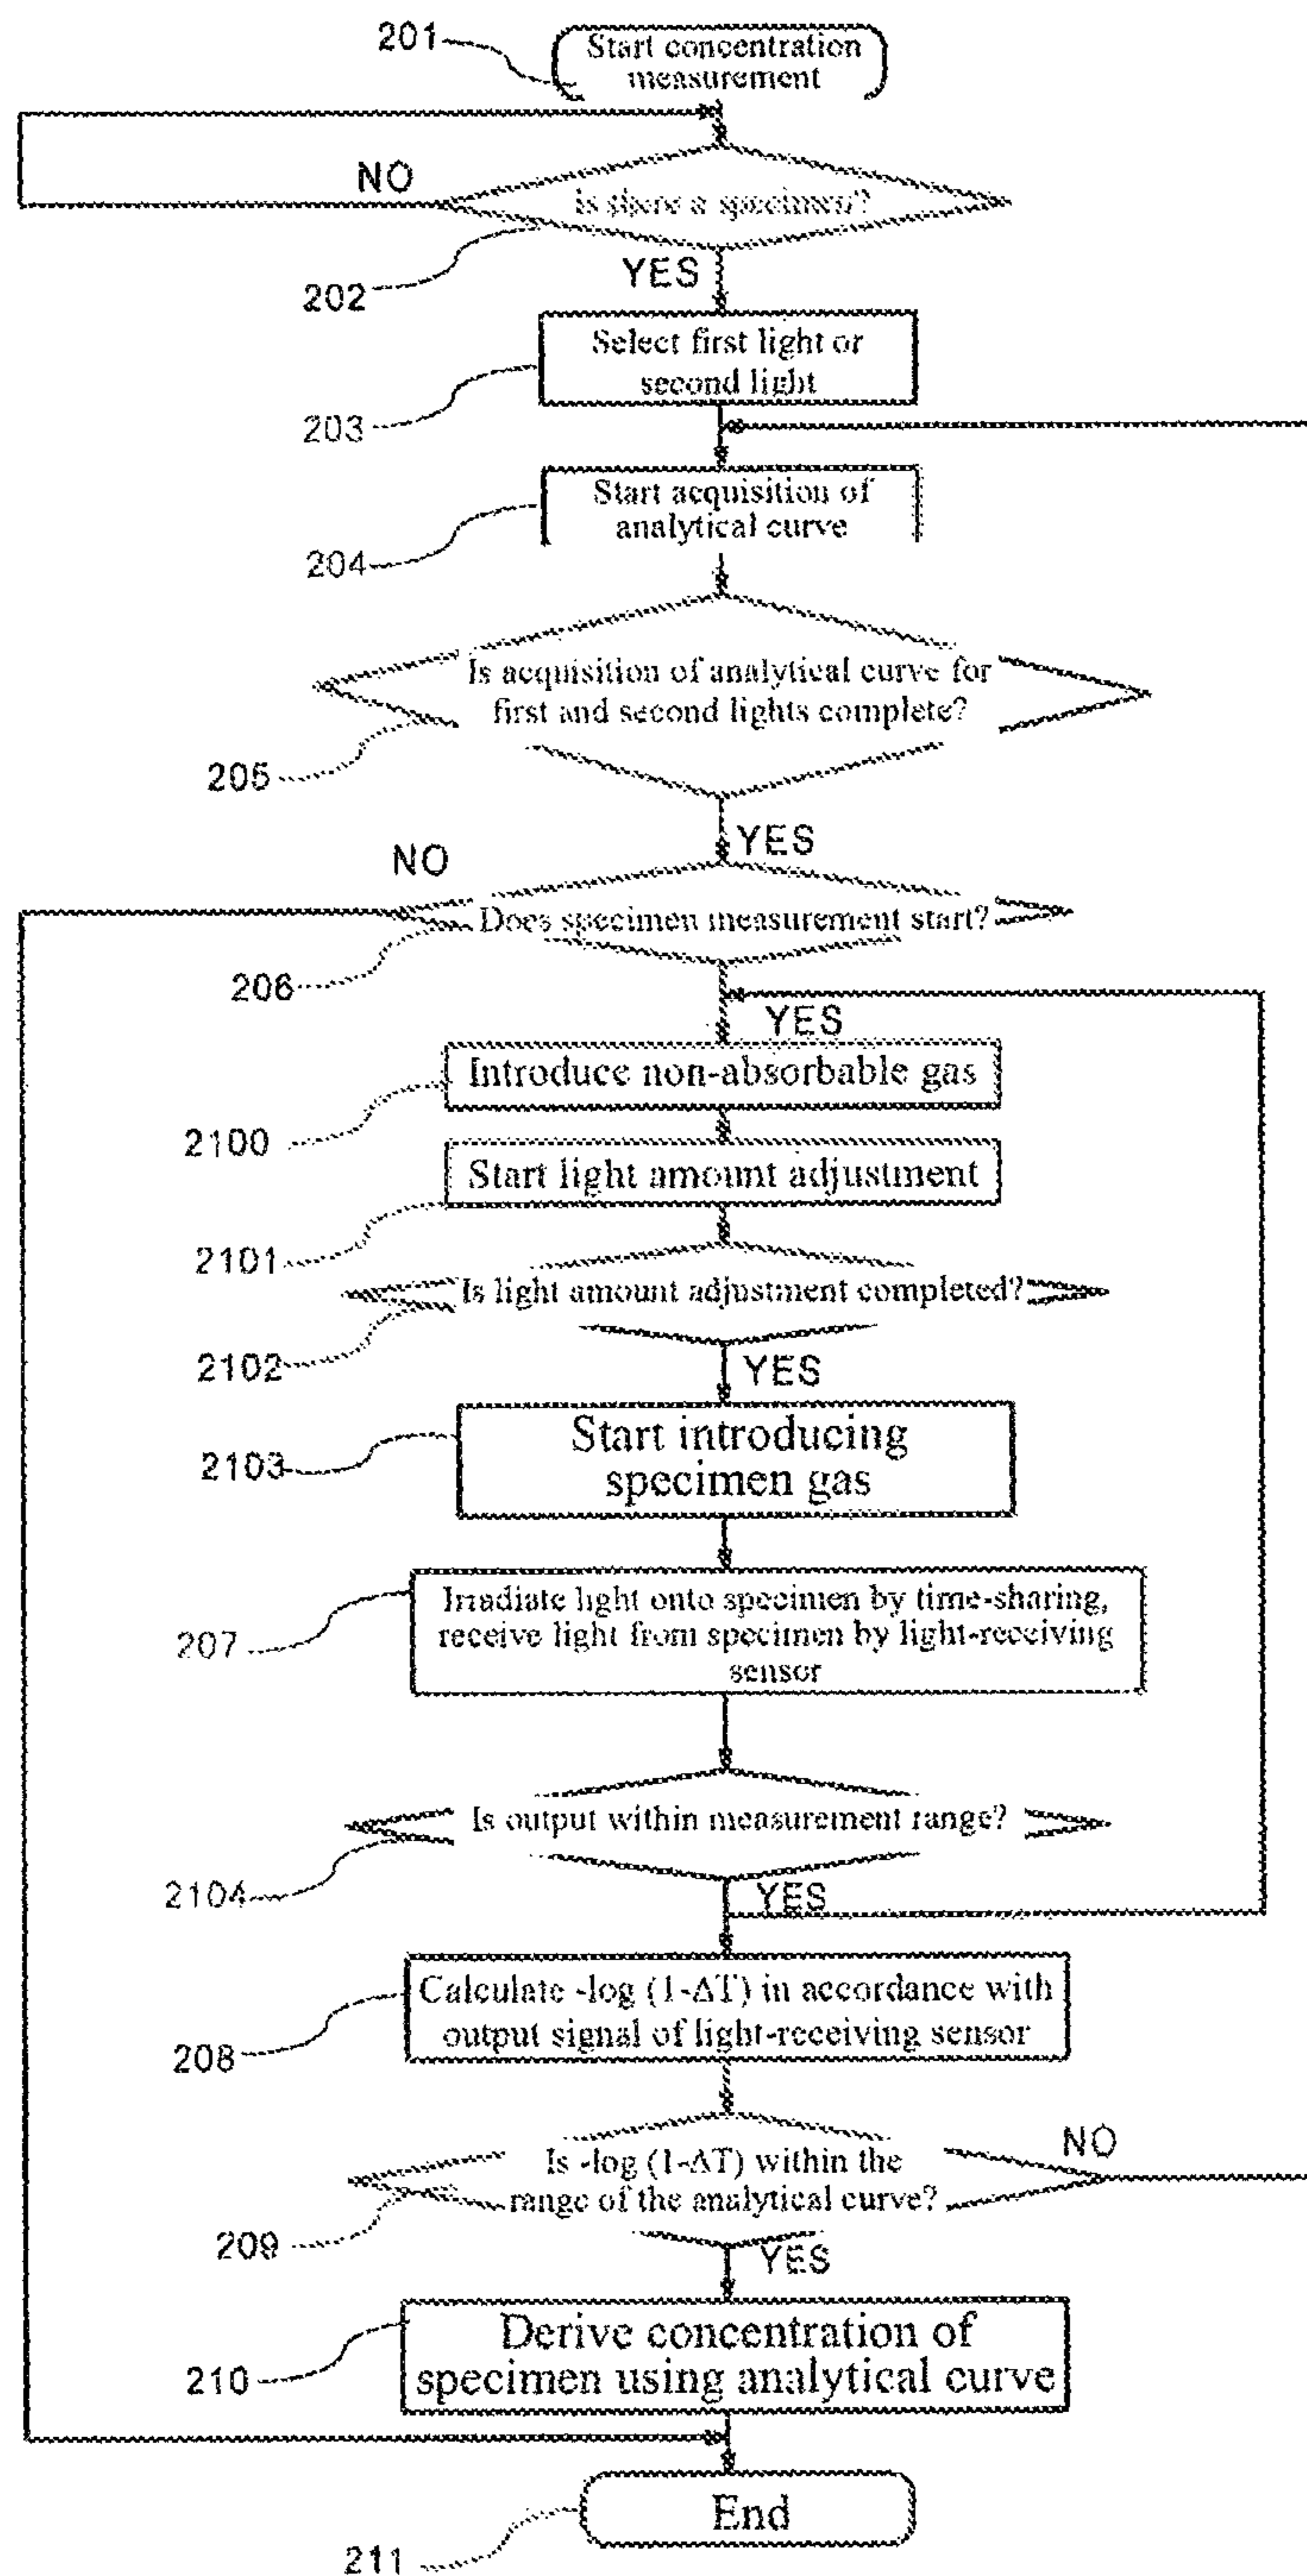 201
Start concentration
measurement
NO
Is there a specimen?
202
YES
Select first light or
second light
203
Start acquisition of
analytical curve
204
Is acquisition of analytical curve for
first and second lights complete?
205
YES
NO
Does specimen measurement start?
206
YES
Introduce non-absorbable gas
2100
Start light amount adjustment
2101
Is light amount adjustment completed?
2102
YES
Start introducing
specimen gas
2103
Irradiate light onto specimen by time-sharing,
receive light from specimen by light-receiving
sensor
207
Is output within measurement range?
2104
YES
Calculate -log (1-ΔT) in accordance with
output signal of light-receiving sensor
208
NO
Is -log (1-ΔT) within the
range of the analytical curve?
209
YES
Derive concentration of
specimen using analytical curve
210
End
211